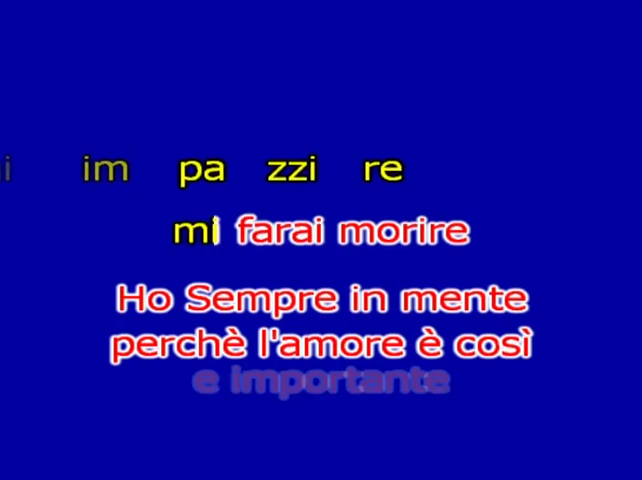 i im pa zzi re
mi farai morire
Ho Sempre in mente
perchè l'amore è così
e importante